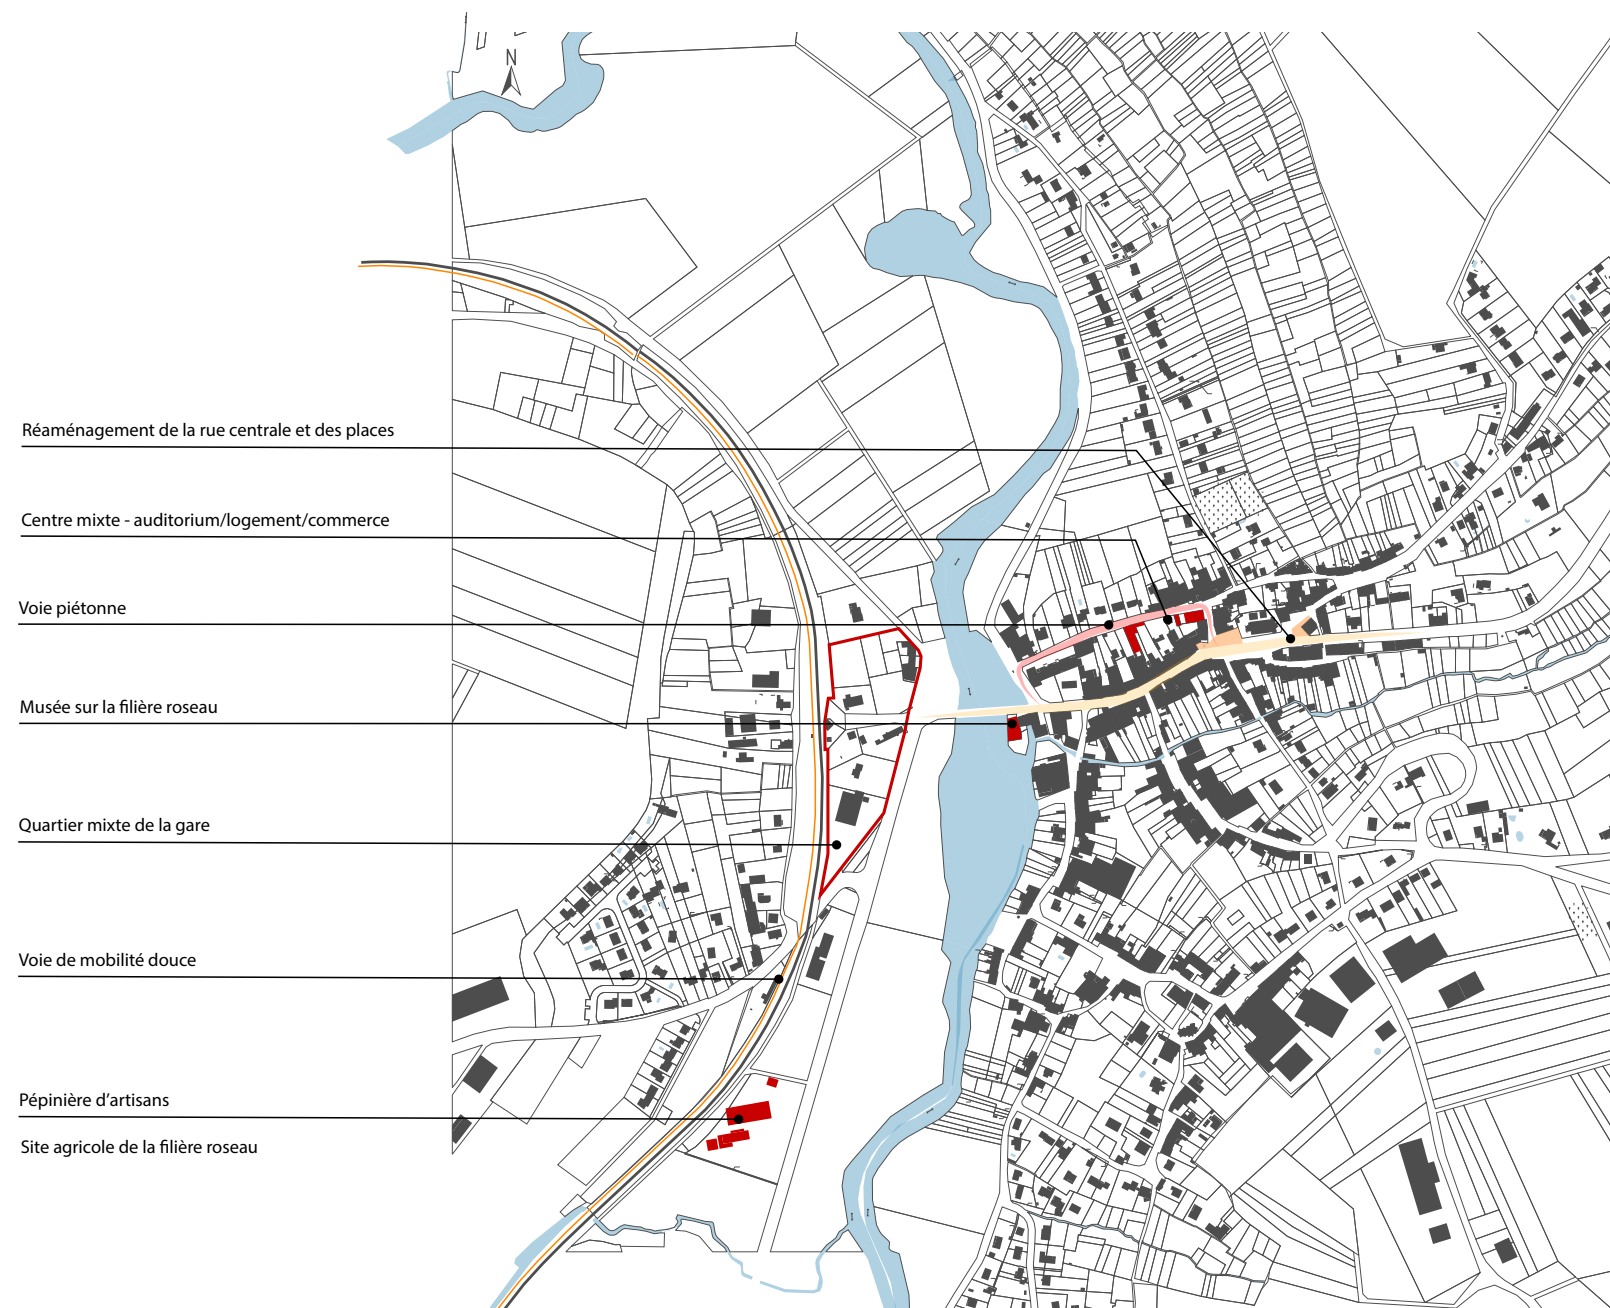 N
Réaménagement de la rue centrale et des places
Centre mixte - auditorium/logement/commerce
Voie piétonne
Musée sur la filière roseau
Quartier mixte de la gare
Voie de mobilité douce
Pépinière d'artisans
Site agricole de la filière roseau